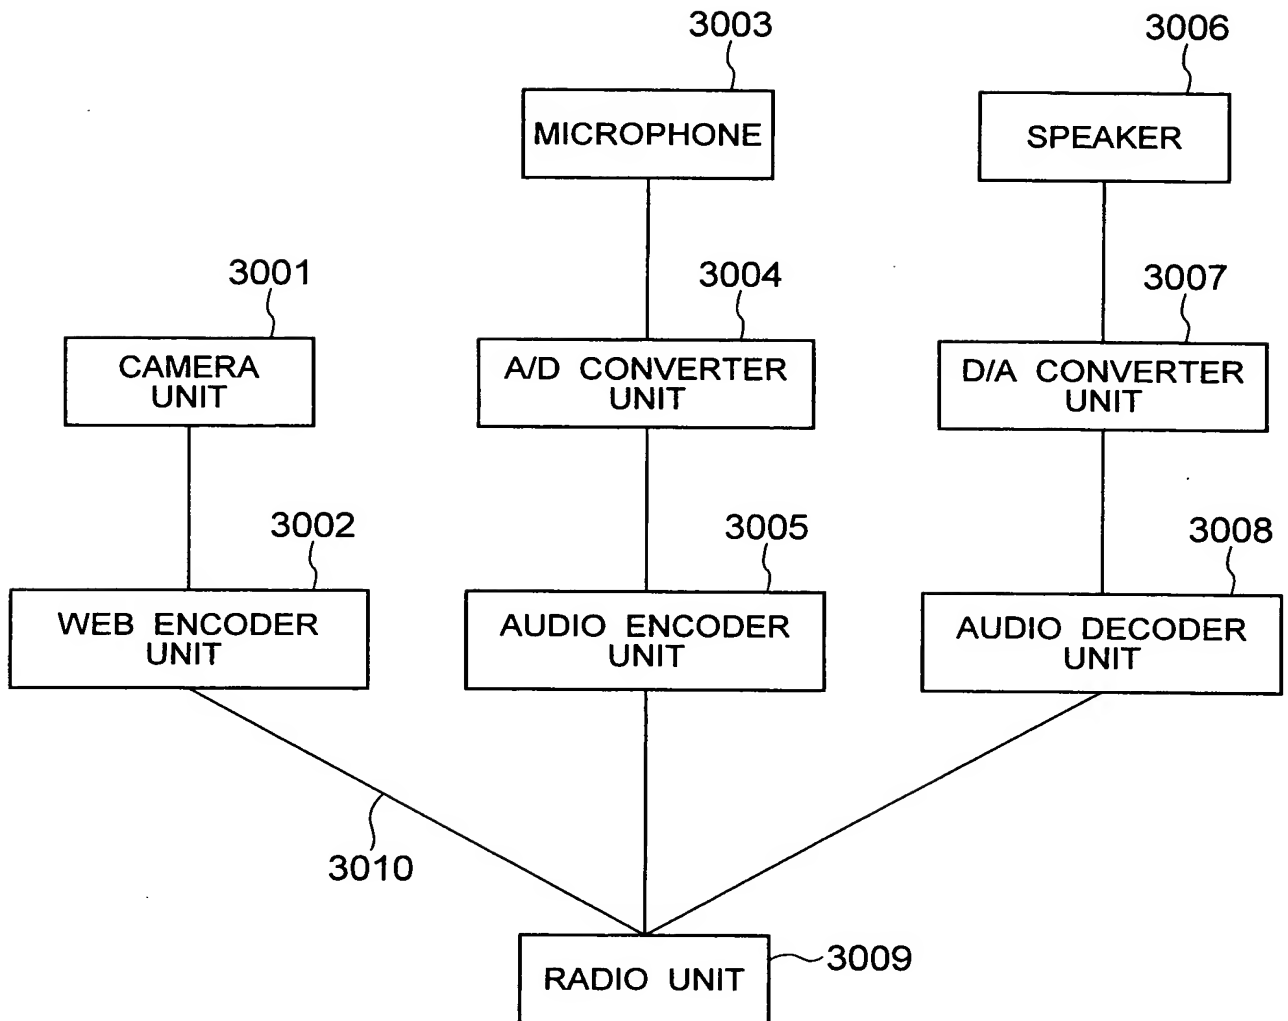 3003
3006
MICROPHONE
SPEAKER
3001
3004
3007
CAMERA
UNIT
A/D CONVERTER
UNIT
D/A CONVERTER
UNIT
3002
3005
3008
WEB ENCODER
UNIT
AUDIO ENCODER
UNIT
AUDIO DECODER
UNIT
3010
RADIO UNIT
3009